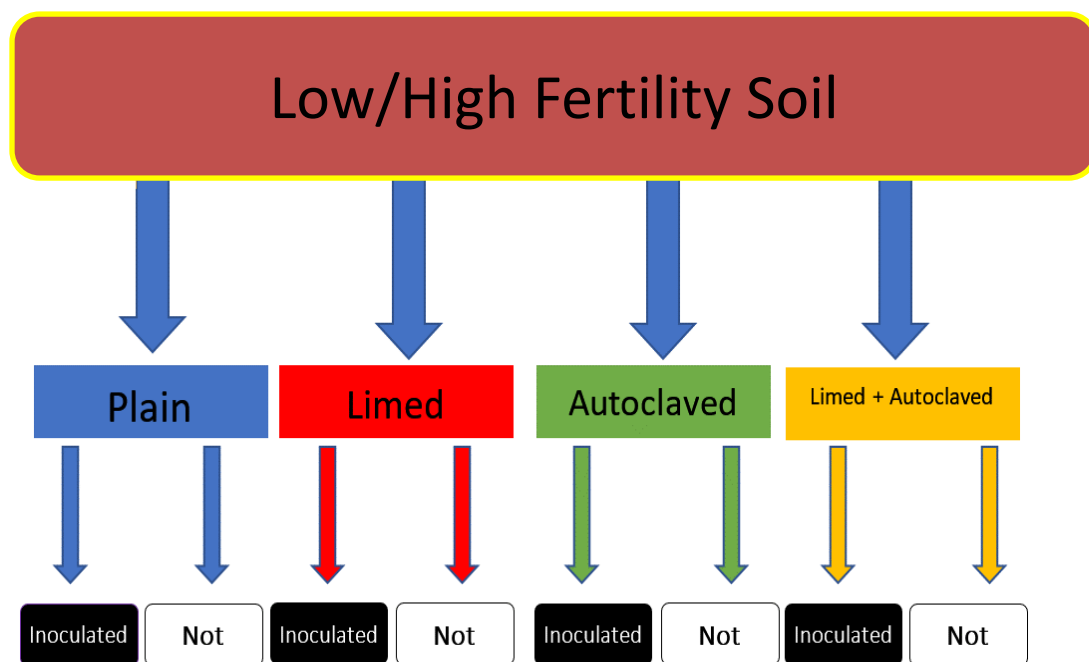 Low/High Fertility Soil
Plain
Limed
Autoclaved
Limed + Autoclaved
Inoculated
Not
Inoculated
Not
Inoculated
Not
Inoculated
Not